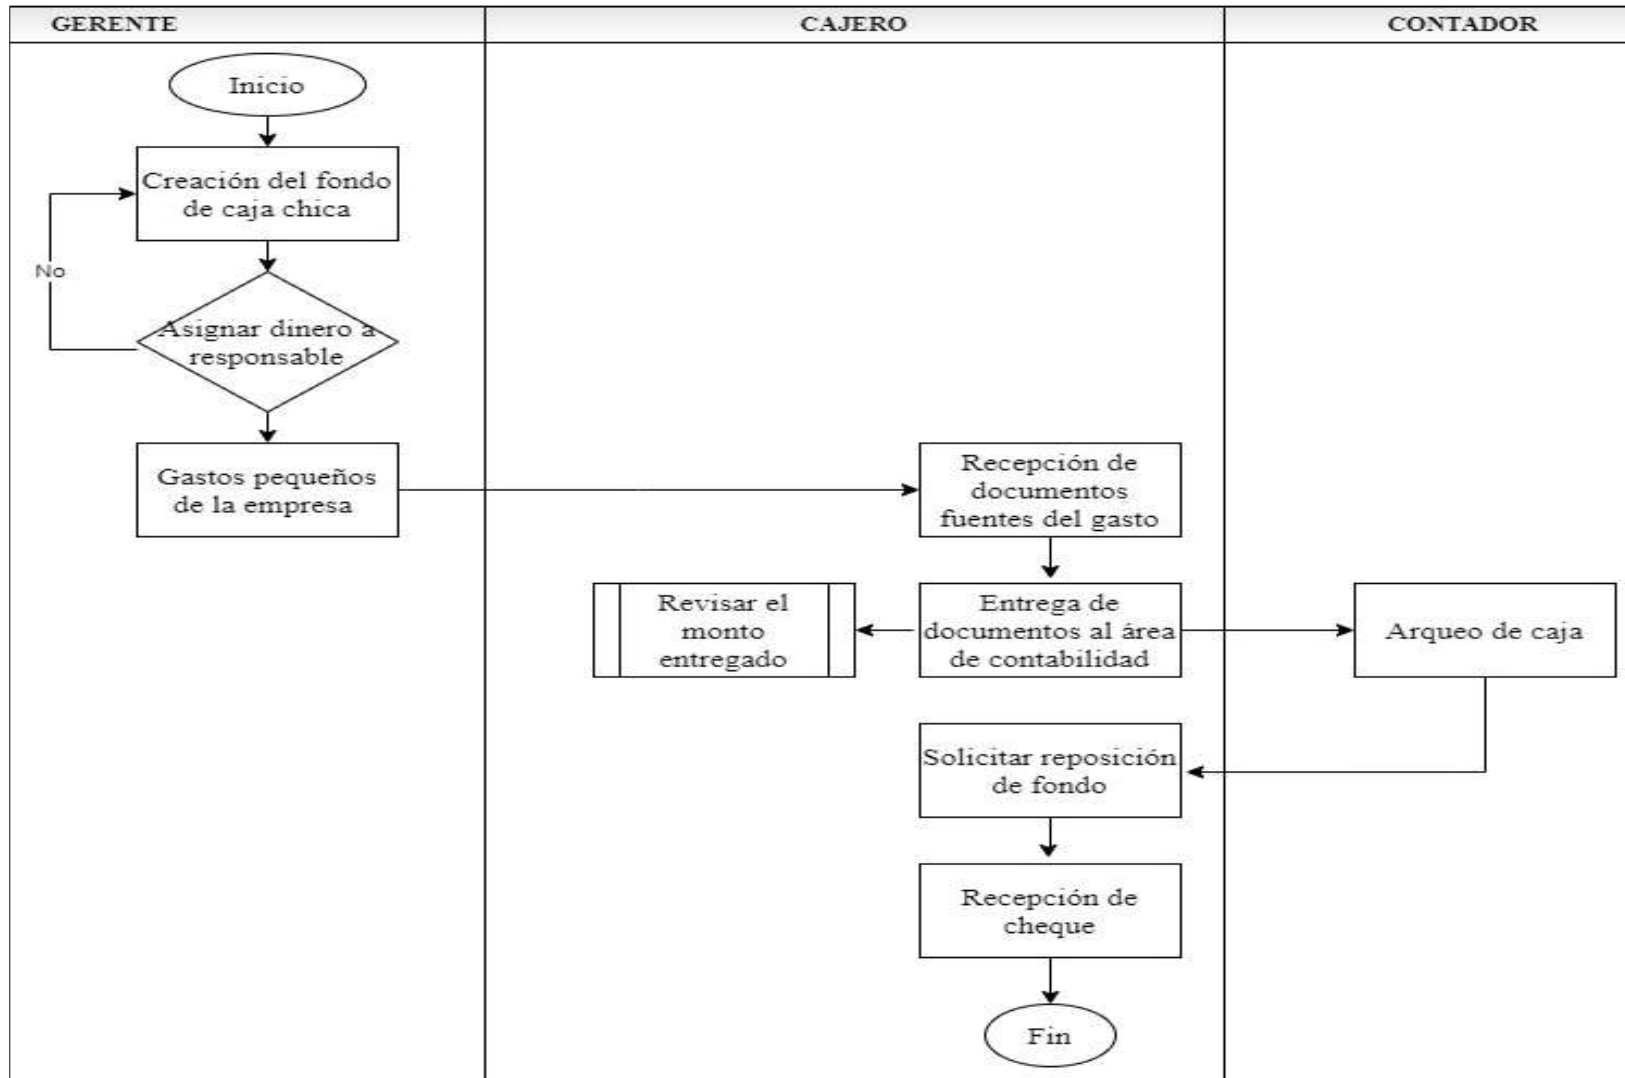 GERENTE
CAJERO
CONTADOR
Inicio
Creación del fondo
de caja chica
No
Asignar dinero a
responsable
Gastos pequeños
de la empresa
Recepción de
documentos
fuentes del gasto
Revisar el
monto
entregado
Entrega de
documentos al área
de contabilidad
Arqueo de caja
Solicitar reposición
de fondo
Recepción de
cheque
Fin